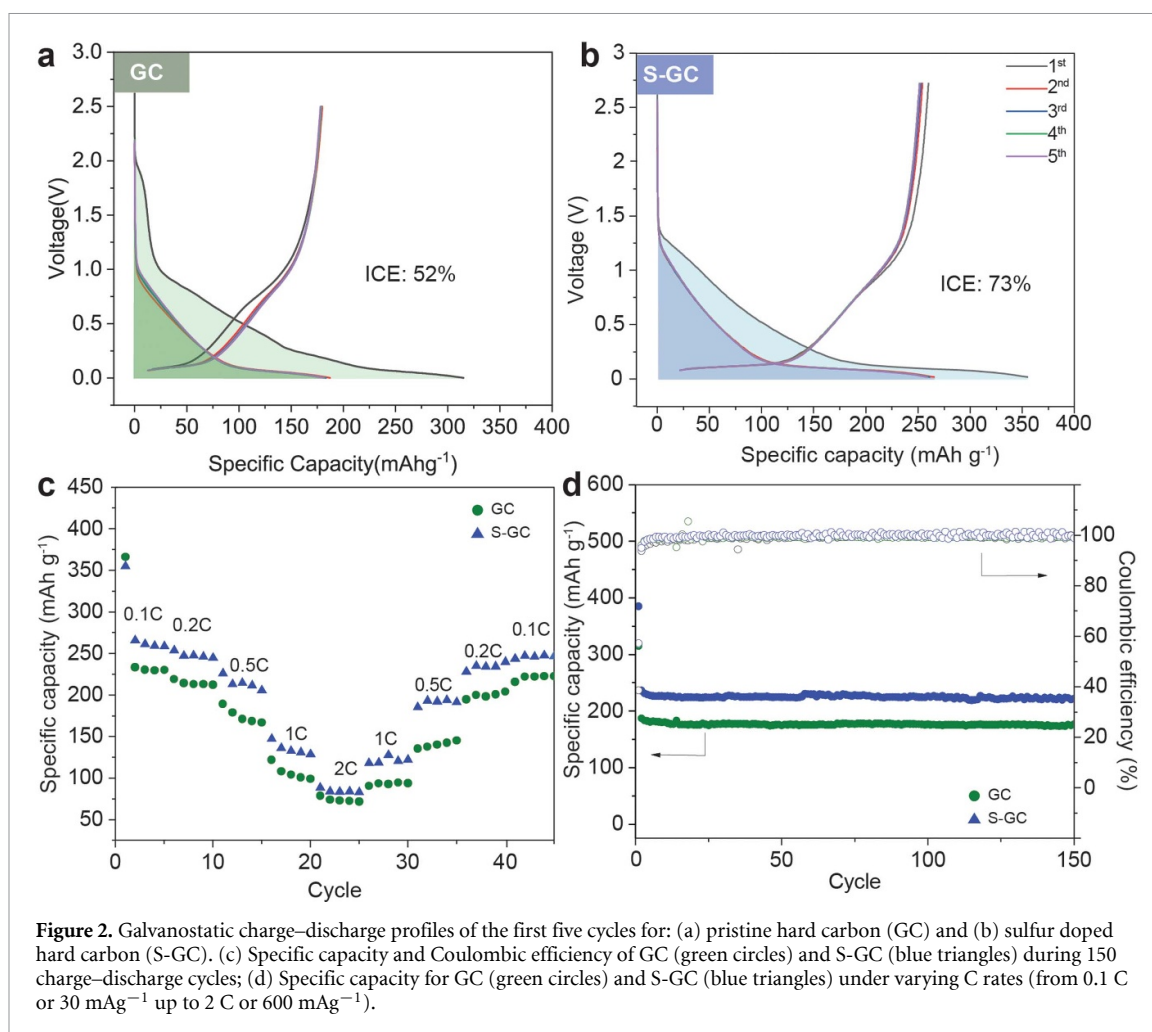 a
GC
3.0
2.5
2.0
1.5
1.0
0.5
0.0
Voltage(V)
ICE: 52%
0 50 100 150 200 250 300 350 400
Specific Capacity(mAhg⁻¹)
b
S-GC
3
2.5
2
1.5
1
0.5
0
Voltage (V)
1st
2nd
3rd
4th
5th
ICE: 73%
0 50 100 150 200 250 300 350 400
Specific capacity (mAh g⁻¹)
c
450
400
350
300
250
200
150
100
50
Specific capacity (mAh g⁻¹)
GC
S-GC
0.1C
0.2C
0.5C
1C
2C
1C
0.5C
0.2C
0.1C
0 10 20 30 40
Cycle
d
600
500
400
300
200
100
0
Specific capacity (mAh g⁻¹)
100
80
60
40
20
0
Coulombic efficiency (%)
GC
S-GC
0 50 100 150
Cycle
Figure 2. Galvanostatic charge–discharge profiles of the first five cycles for: (a) pristine hard carbon (GC) and (b) sulfur doped
hard carbon (S-GC). (c) Specific capacity and Coulombic efficiency of GC (green circles) and S-GC (blue triangles) during 150
charge–discharge cycles; (d) Specific capacity for GC (green circles) and S-GC (blue triangles) under varying C rates (from 0.1 C
or 30 mAg⁻¹ up to 2 C or 600 mAg⁻¹).